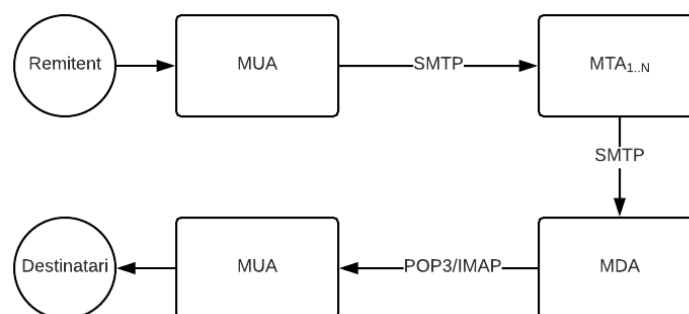 Remitent
MUA
SMTP
MTA1..N
SMTP
Destinatari
MUA
POP3/IMAP
MDA